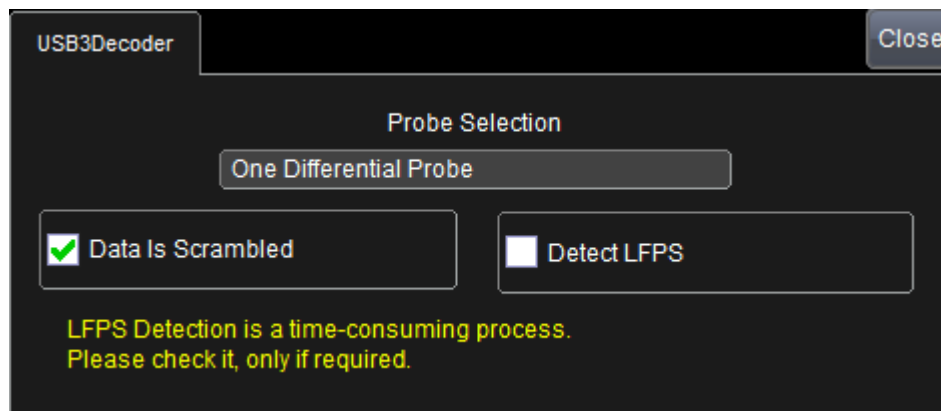 USB3Decoder
Close
Probe Selection
One Differential Probe
Data Is Scrambled
Detect LFPS
LFPS Detection is a time-consuming process.
Please check it, only if required.